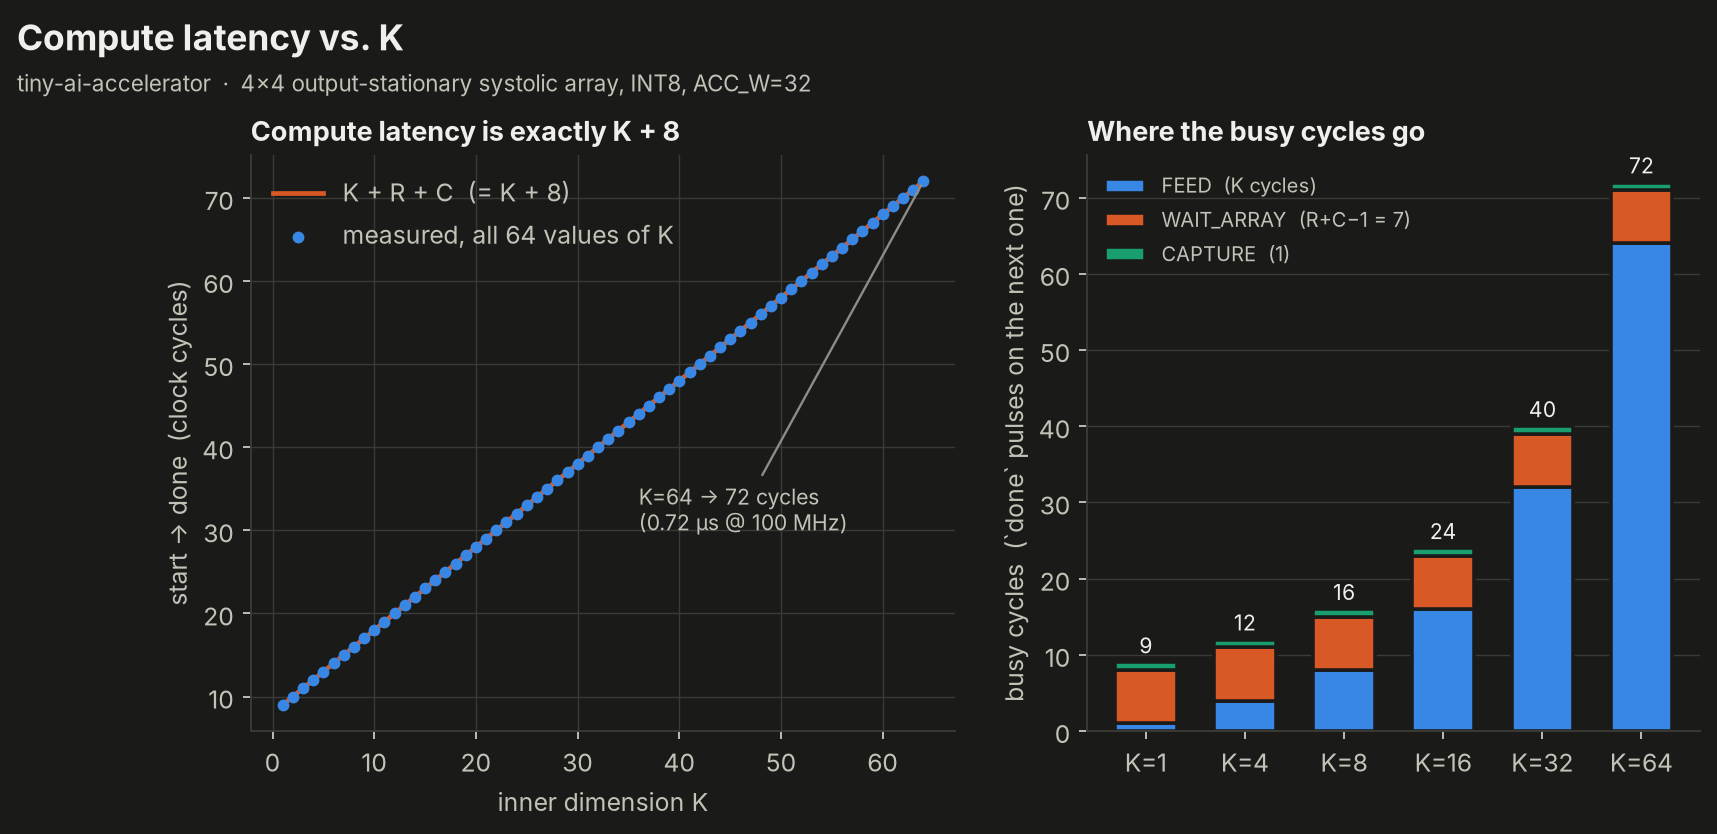 Compute latency vs. K
tiny-ai-accelerator · 4×4 output-stationary systolic array, INT8, ACC_W=32
Compute latency is exactly K + 8
K + R + C (= K + 8)
measured, all 64 values of K
start → done (clock cycles)
70
60
50
40
30
20
10
K=64 → 72 cycles
(0.72 µs @ 100 MHz)
0 10 20 30 40 50 60
inner dimension K
Where the busy cycles go
FEED (K cycles)
WAIT_ARRAY (R+C−1 = 7)
CAPTURE (1)
busy cycles (`done` pulses on the next one)
70
60
50
40
30
20
10
0
9
12
16
24
40
72
K=1 K=4 K=8 K=16 K=32 K=64